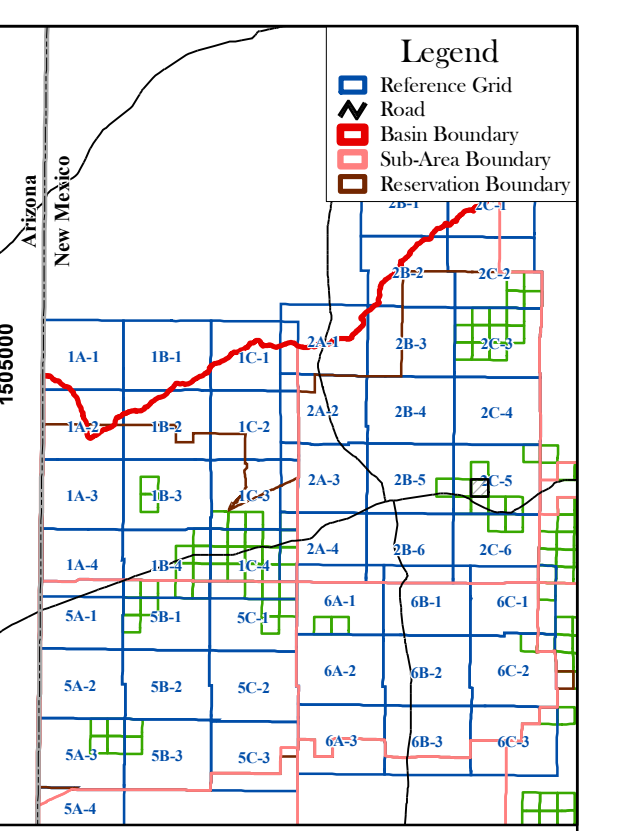 Legend
Reference Grid
Road
Basin Boundary
Sub-Area Boundary
Reservation Boundary
Arizona
New Mexico
1505000
2B-1 2C-1
2B-2 2C-2
1A-1 1B-1 1C-1 2A-1 2B-3 2C-3
1A-2 1B-2 1C-2 2A-2 2B-4 2C-4
1A-3 1B-3 1C-3 2A-3 2B-5 2C-5
1A-4 1B-4 1C-4 2A-4 2B-6 2C-6
5A-1 5B-1 5C-1 6A-1 6B-1 6C-1
5A-2 5B-2 5C-2 6A-2 6B-2 6C-2
5A-3 5B-3 5C-3 6A-3 6B-3 6C-3
5A-4